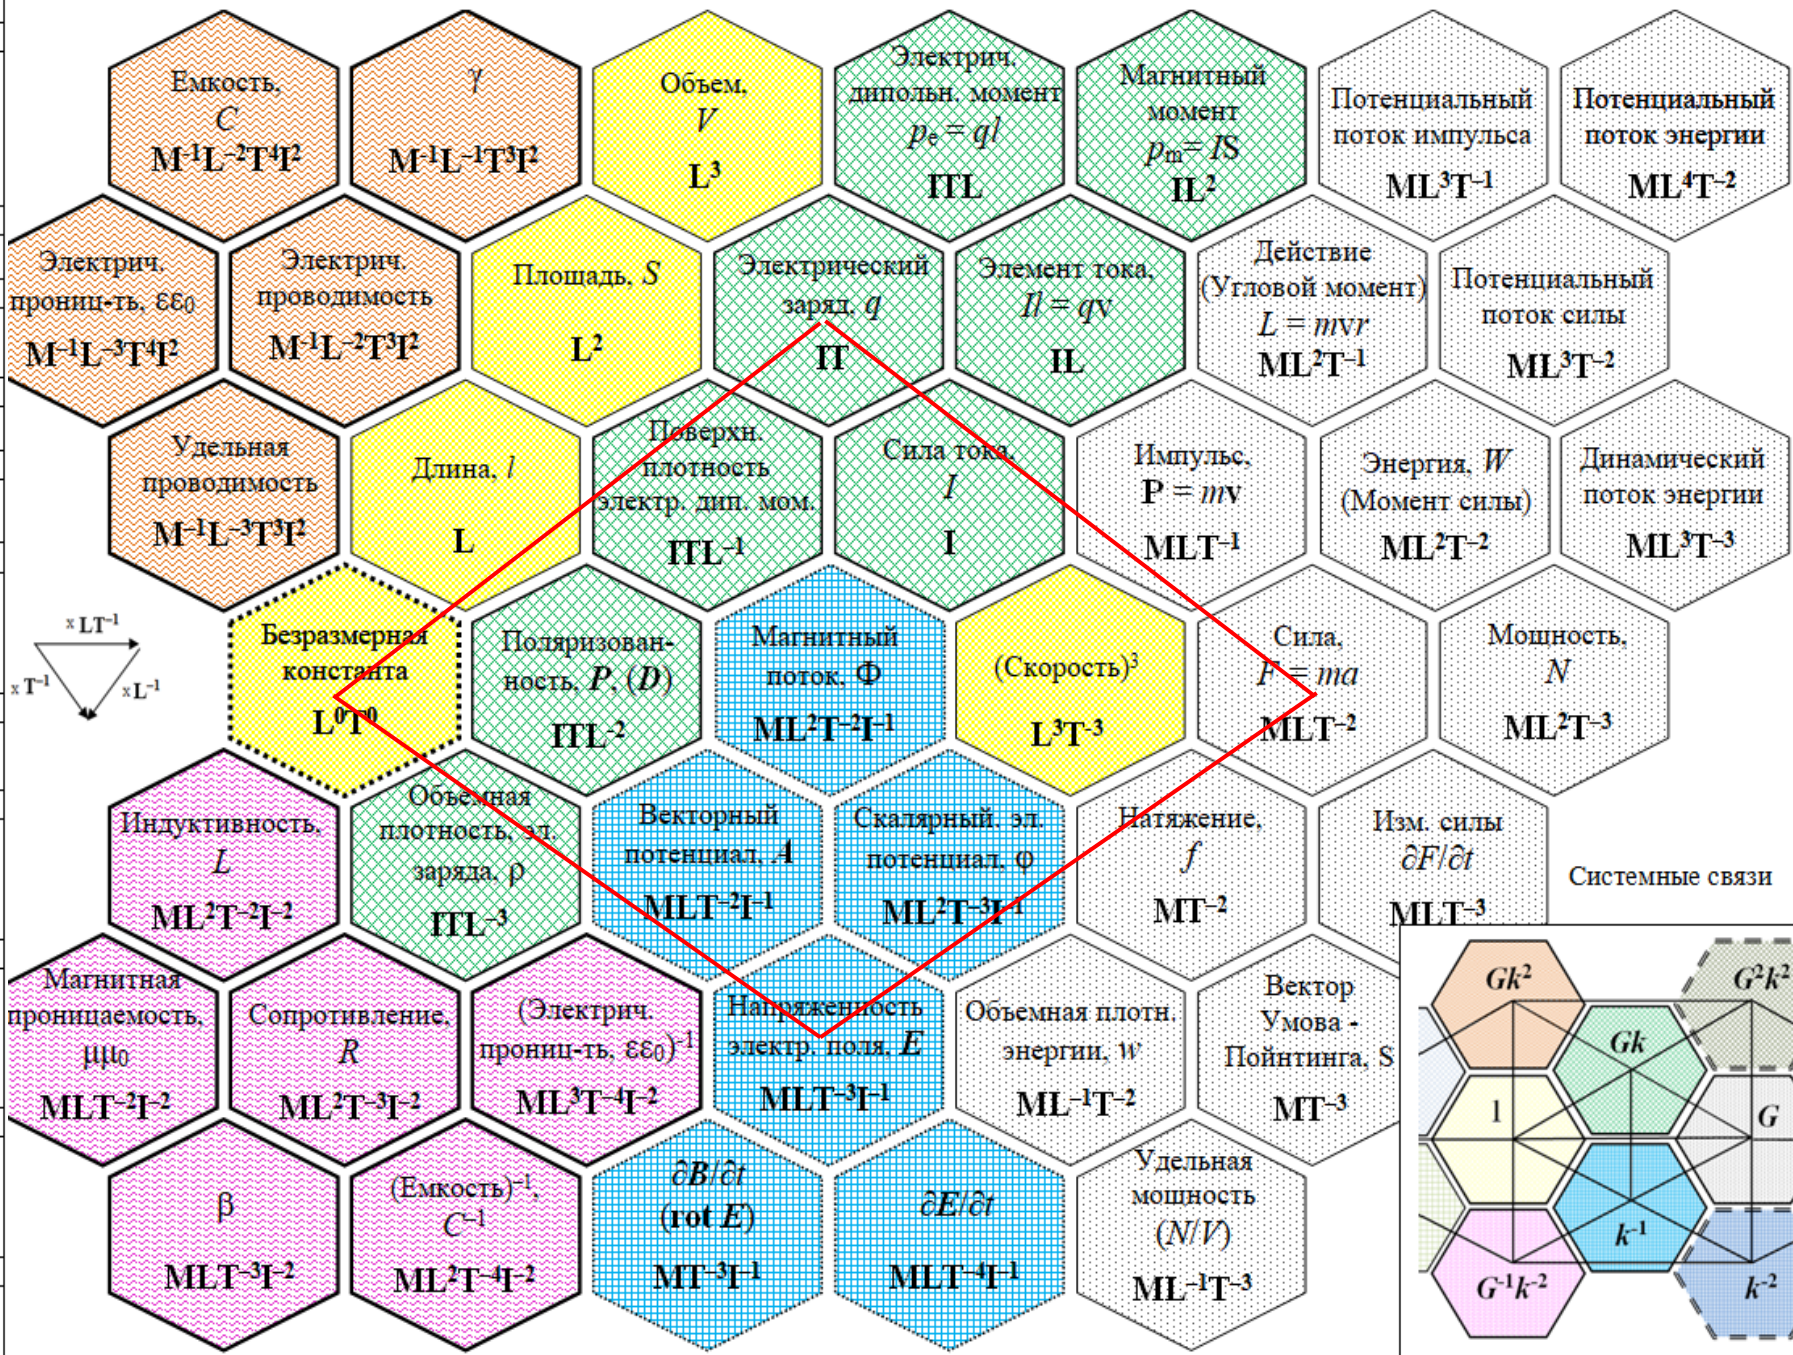 Емкость,
C
M⁻¹L⁻²T⁴I²
γ
M⁻¹L⁻¹T³I²
Объем,
V
L³
Электрич.
дипольн. момент
pₑ = ql
ITL
Магнитный
момент
pₘ= IS
IL²
Потенциальный
поток импульса
ML³T⁻¹
Потенциальный
поток энергии
ML⁴T⁻²
Электрич.
прониц-ть, εε₀
M⁻¹L⁻³T⁴I²
Электрич.
проводимость
M⁻¹L⁻²T³I²
Площадь, S
L²
Электрический
заряд, q
IT
Элемент тока,
Il = qv
IL
Действие
(Угловой момент)
L = mvr
ML²T⁻¹
Потенциальный
поток силы
ML³T⁻²
Удельная
проводимость
M⁻¹L⁻³T³I²
Длина, l
L
Поверхн.
плотность
электр. дип. мом.
ITL⁻¹
Сила тока,
I
I
Импульс,
P = mv
MLT⁻¹
Энергия, W
(Момент силы)
ML²T⁻²
Динамический
поток энергии
ML³T⁻³
x LT⁻¹
x T⁻¹
x L⁻¹
Безразмерная
константа
L⁰T⁰
Поляризован-
ность, P, (D)
ITL⁻²
Магнитный
поток, Φ
ML²T⁻²I⁻¹
(Скорость)³
L³T⁻³
Сила,
F = ma
MLT⁻²
Мощность,
N
ML²T⁻³
Индуктивность,
L
ML²T⁻²I⁻²
Объемная
плотность, эл.
заряда, ρ
ITL⁻³
Векторный
потенциал, A
MLT⁻²I⁻¹
Скалярный. эл.
потенциал, φ
ML²T⁻³I⁻¹
Натяжение,
f
MT⁻²
Изм. силы
∂F/∂t
MLT⁻³
Системные связи
Магнитная
проницаемость,
μμ₀
MLT⁻²I⁻²
Сопротивление,
R
ML²T⁻³I⁻²
(Электрич.
прониц-ть, εε₀)⁻¹
ML³T⁻⁴I⁻²
Напряженность
электр. поля, E
MLT⁻³I⁻¹
Объемная плотн.
энергии, w
ML⁻¹T⁻²
Вектор
Умова -
Пойнтинга, S
MT⁻³
β
MLT⁻³I⁻²
(Емкость)⁻¹,
C⁻¹
ML²T⁻⁴I⁻²
∂B/∂t
(rot E)
MT⁻³I⁻¹
∂E/∂t
MLT⁻⁴I⁻¹
Удельная
мощность
(N/V)
ML⁻¹T⁻³
Gk²
G²k²
Gk
1
G
k⁻¹
G⁻¹k⁻²
k⁻²